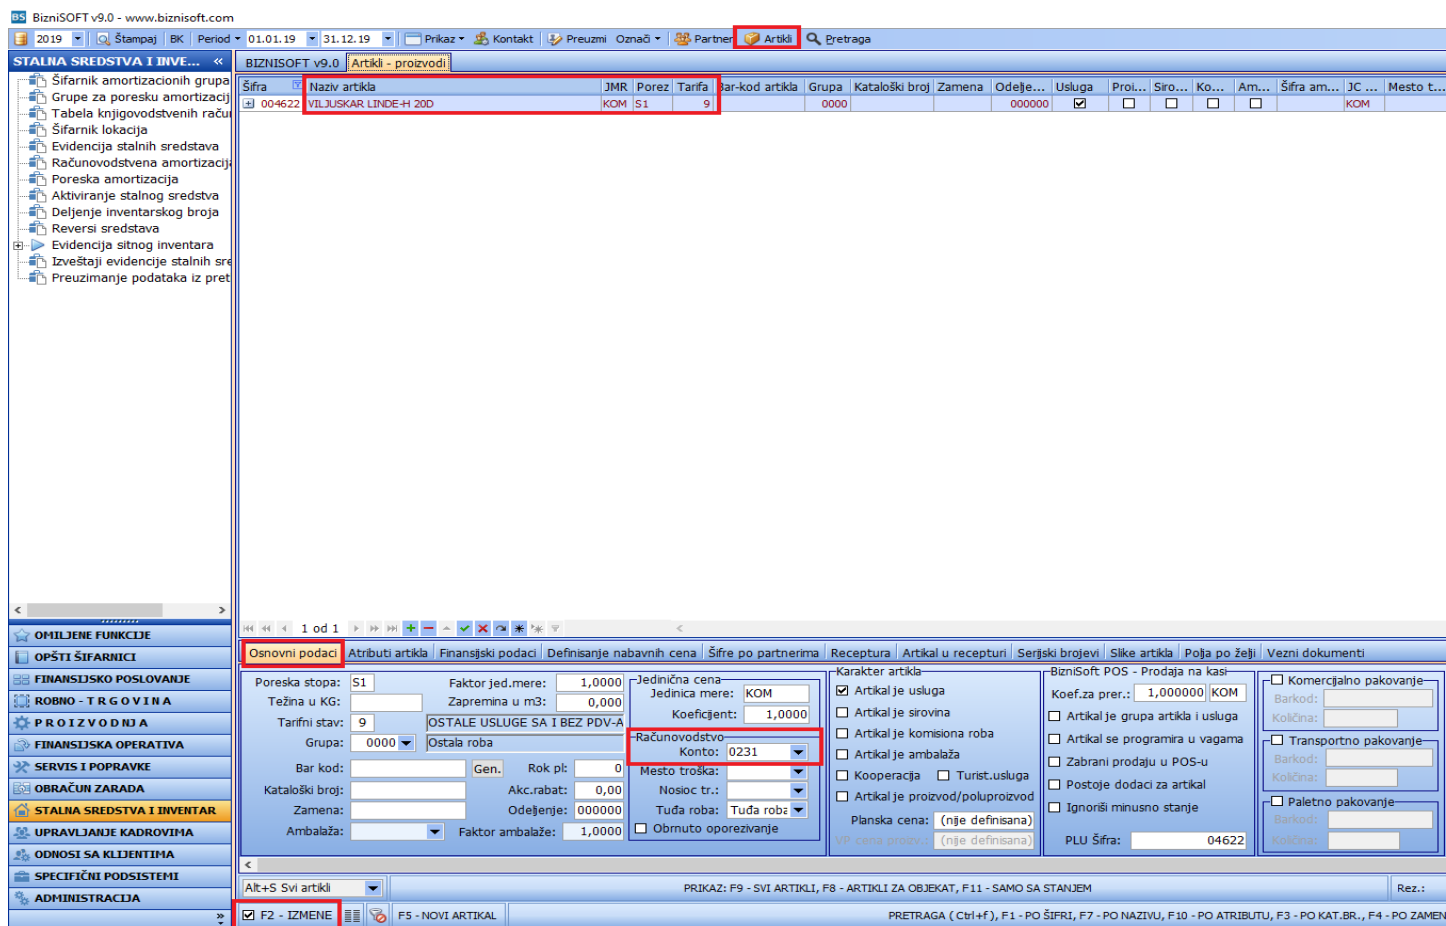 BS BizniSOFT v9.0 - www.biznisoft.com
2019 Štampaj BK Period 01.01.19 31.12.19 Prikaz Kontakt Preuzmi Označi Partner Artikli Pretraga
STALNA SREDSTVA I INVE... «
BIZNISOFT v9.0 Artikli - proizvodi
Šifarnik amortizacionih grupa
Grupe za poresku amortizacij
Tabela knjigovodstvenih raču
Šifarnik lokacija
Evidencija stalnih sredstava
Računovodstvena amortizacij
Poreska amortizacija
Aktiviranje stalnog sredstva
Deljenje inventarskog broja
Reversi sredstava
Evidencija sitnog inventara
Izveštaji evidencije stalnih sre
Preuzimanje podataka iz pret
Šifra Naziv artikla JMR Porez Tarifa Bar-kod artikla Grupa Kataloški broj Zamena Odelje... Usluga Proi... Siro... Ko... Am... Šifra am... JC ... Mesto t...
004622 VILJUSKAR LINDE-H 20D KOM S1 9 0000 000000 KOM
OMILJENE FUNKCIJE
OPŠTI ŠIFARNICI
FINANSIJSKO POSLOVANJE
ROBNO - T R G O V I N A
P R O I Z V O D NJ A
FINANSIJSKA OPERATIVA
SERVIS I POPRAVKE
OBRAČUN ZARADA
STALNA SREDSTVA I INVENTAR
UPRAVLJANJE KADROVIMA
ODNOSI SA KLIJENTIMA
SPECIFIČNI PODSISTEMI
ADMINISTRACIJA
»
1 od 1
Osnovni podaci Atributi artikla Finansijski podaci Definisanje nabavnih cena Šifre po partnerima Receptura Artikal u recepturi Serijski brojevi Slike artikla Polja po želji Vezni dokumenti
Poreska stopa: S1 Faktor jed.mere: 1,0000
Težina u KG: Zapremina u m3: 0,000
Tarifni stav: 9 OSTALE USLUGE SA I BEZ PDV-A
Grupa: 0000 Ostala roba
Bar kod: Gen. Rok pl: 0
Kataloški broj: Akc.rabat: 0,00
Zamena: Odeljenje: 000000
Ambalaža: Faktor ambalaže: 1,0000
Jedinična cena
Jedinica mere: KOM
Koeficijent: 1,0000
Računovodstvo
Konto: 0231
Mesto troška:
Nosioc tr.:
Tuđa roba: Tuđa roba
Obrnuto oporezivanje
Karakter artikla
Artikal je usluga
Artikal je sirovina
Artikal je komisiona roba
Artikal je ambalaža
Kooperacija Turist.usluga
Artikal je proizvod/poluproizvod
Planska cena: (nije definisana)
VP cena proizv.: (nije definisana)
BizniSoft POS - Prodaja na kasi
Koef.za prer.: 1,000000 KOM
Artikal je grupa artikla i usluga
Artikal se programira u vagama
Zabrani prodaju u POS-u
Postoje dodaci za artikal
Ignoriši minusno stanje
PLU Šifra: 04622
Komercijalno pakovanje
Barkod:
Količina:
Transportno pakovanje
Barkod:
Količina:
Paletno pakovanje
Barkod:
Količina:
Alt+S Svi artikli PRIKAZ: F9 - SVI ARTIKLI, F8 - ARTIKLI ZA OBJEKAT, F11 - SAMO SA STANJEM Rez.:
F2 - IZMENE F5 - NOVI ARTIKAL PRETRAGA ( Ctrl+f ), F1 - PO ŠIFRI, F7 - PO NAZIVU, F10 - PO ATRIBUTU, F3 - PO KAT.BR., F4 - PO ZAMEN